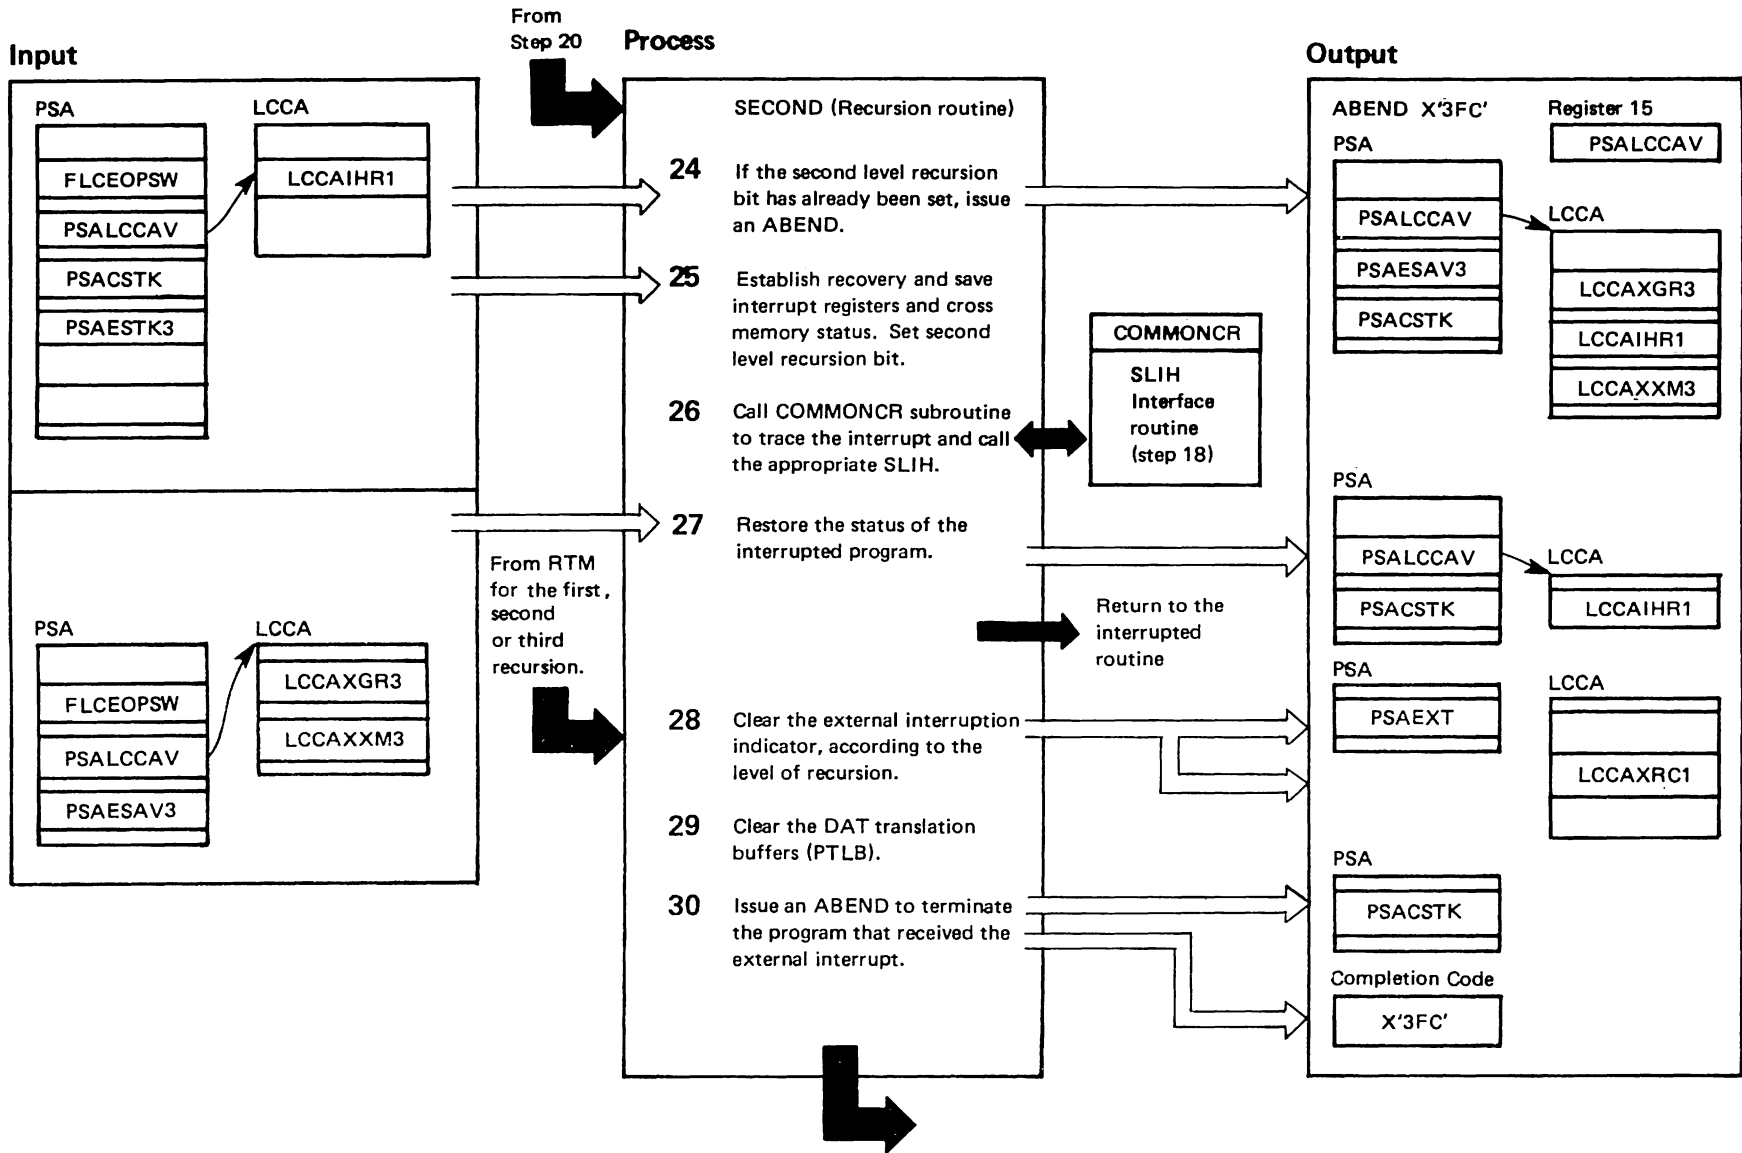 Input
PSA
FLCEOPSW
PSALCCAV
PSACSTK
PSAESTK3
LCCA
LCCAIHR1
PSA
FLCEOPSW
PSALCCAV
PSAESAV3
LCCA
LCCAXGR3
LCCAXXM3
From
Step 20
From RTM
for the first,
second
or third
recursion.
Process
SECOND (Recursion routine)
24 If the second level recursion
bit has already been set, issue
an ABEND.
25 Establish recovery and save
interrupt registers and cross
memory status. Set second
level recursion bit.
26 Call COMMONCR subroutine
to trace the interrupt and call
the appropriate SLIH.
27 Restore the status of the
interrupted program.
28 Clear the external interruption
indicator, according to the
level of recursion.
29 Clear the DAT translation
buffers (PTLB).
30 Issue an ABEND to terminate
the program that received the
external interrupt.
COMMONCR
SLIH
Interface
routine
(step 18)
Return to the
interrupted
routine
Output
ABEND X'3FC'
Register 15
PSALCCAV
PSA
PSALCCAV
PSAESAV3
PSACSTK
LCCA
LCCAXGR3
LCCAIHR1
LCCAXXM3
PSA
PSALCCAV
PSACSTK
LCCA
LCCAIHR1
PSA
PSAEXT
LCCA
LCCAXRC1
PSA
PSACSTK
Completion Code
X'3FC'